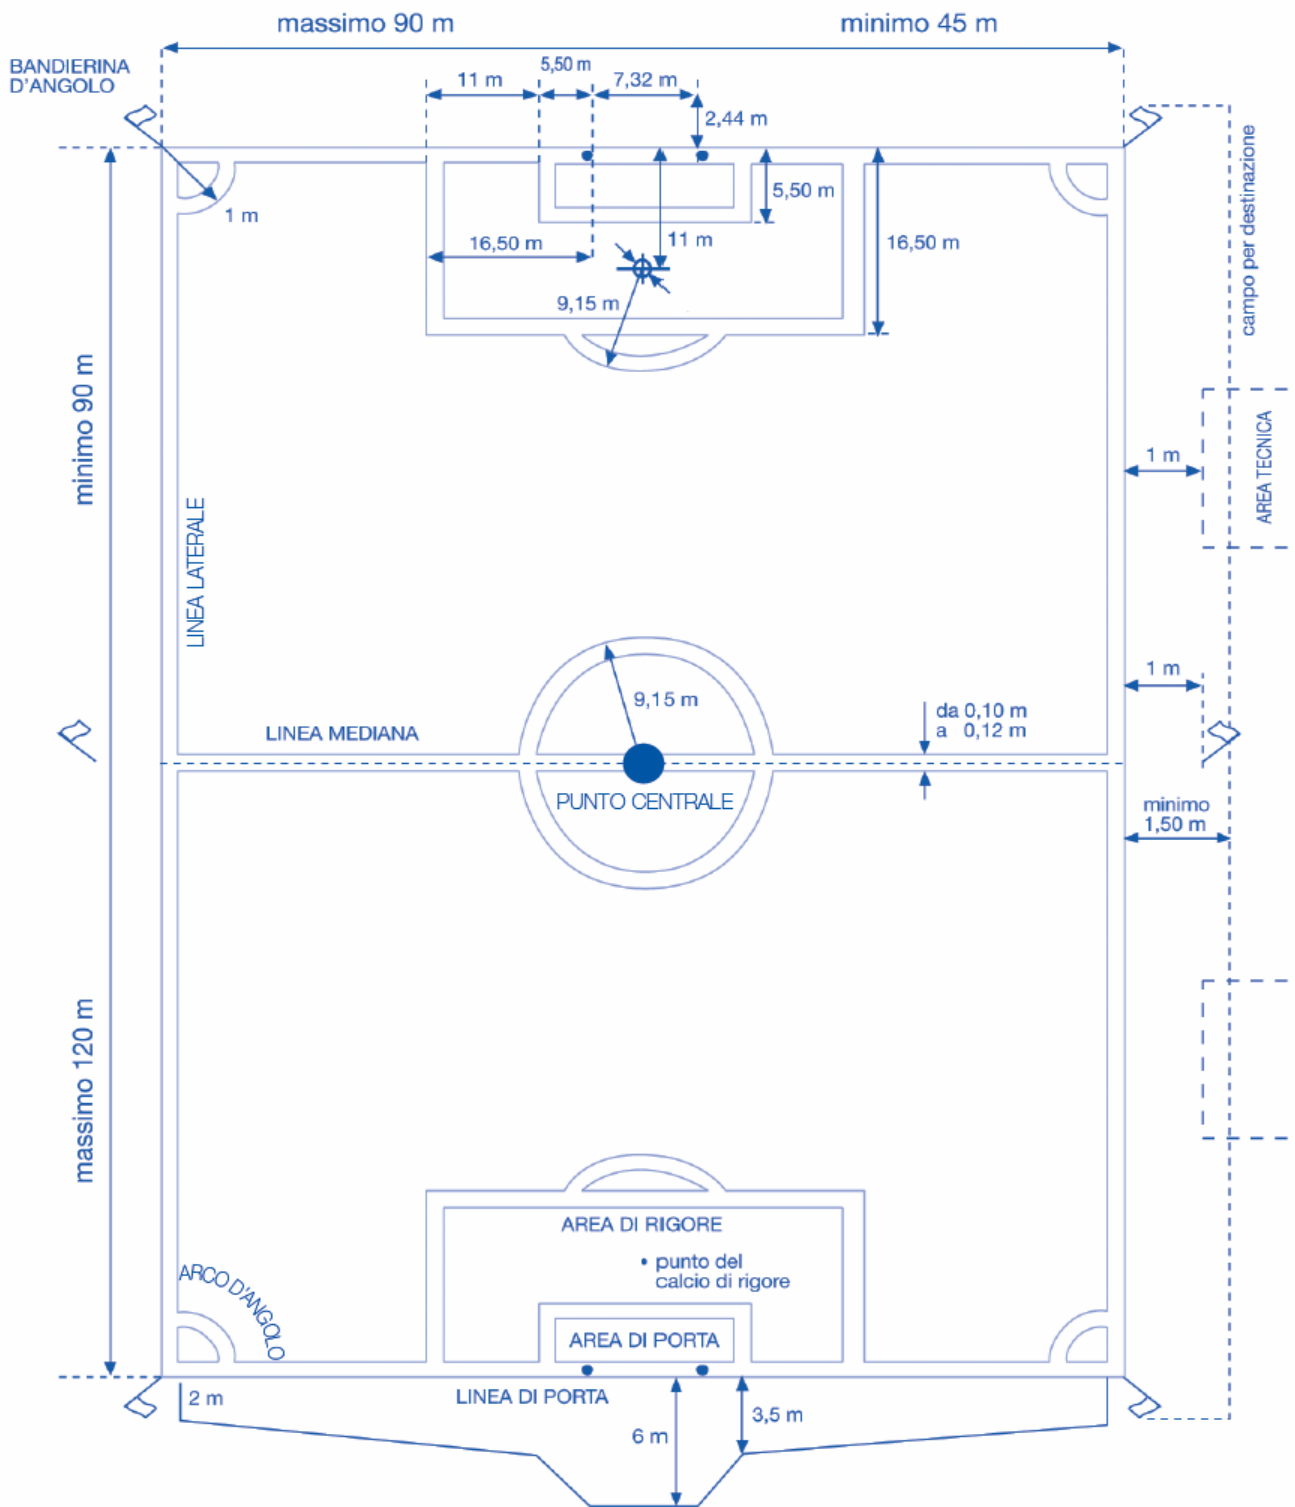 massimo 90 m
minimo 45 m
BANDIERINA
D'ANGOLO
11 m
5,50 m
7,32 m
2,44 m
1 m
16,50 m
11 m
5,50 m
16,50 m
9,15 m
campo per destinazione
minimo 90 m
LINEA LATERALE
1 m
AREA TECNICA
1 m
9,15 m
LINEA MEDIANA
da 0,10 m
a 0,12 m
PUNTO CENTRALE
minimo
1,50 m
massimo 120 m
AREA DI RIGORE
• punto del
calcio di rigore
ARCO D'ANGOLO
AREA DI PORTA
2 m
LINEA DI PORTA
6 m
3,5 m